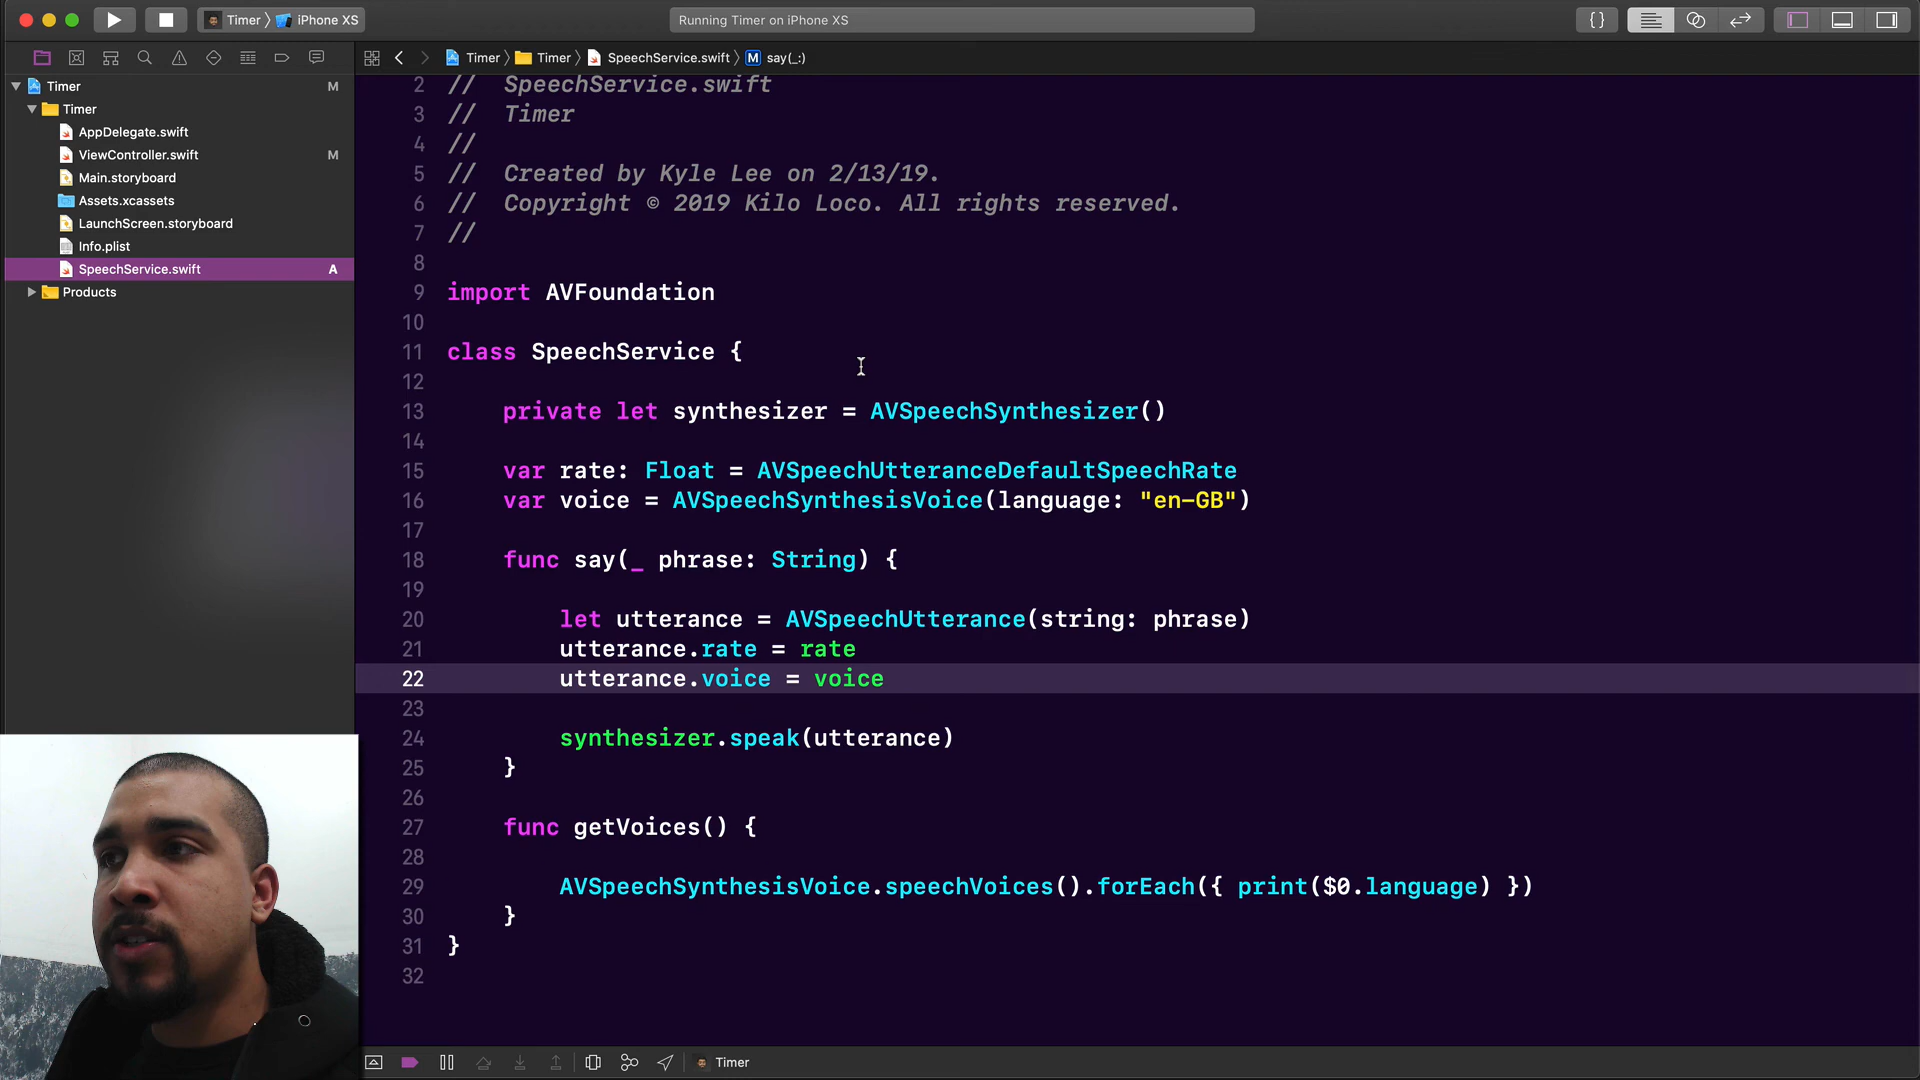 Timer
iPhone XS
Running Timer on iPhone XS
{}
Timer
Timer
SpeechService.swift
M
say(_:)
Timer
M
Timer
AppDelegate.swift
ViewController.swift
M
Main.storyboard
Assets.xcassets
LaunchScreen.storyboard
Info.plist
SpeechService.swift
A
Products
2 //  SpeechService.swift
3 //  Timer
4 //
5 //  Created by Kyle Lee on 2/13/19.
6 //  Copyright © 2019 Kilo Loco. All rights reserved.
7 //
8
9 import AVFoundation
10
11 class SpeechService {
12
13     private let synthesizer = AVSpeechSynthesizer()
14
15     var rate: Float = AVSpeechUtteranceDefaultSpeechRate
16     var voice = AVSpeechSynthesisVoice(language: "en-GB")
17
18     func say(_ phrase: String) {
19
20         let utterance = AVSpeechUtterance(string: phrase)
21         utterance.rate = rate
22         utterance.voice = voice
23
24         synthesizer.speak(utterance)
25     }
26
27     func getVoices() {
28
29         AVSpeechSynthesisVoice.speechVoices().forEach({ print($0.language) })
30     }
31 }
32
Timer